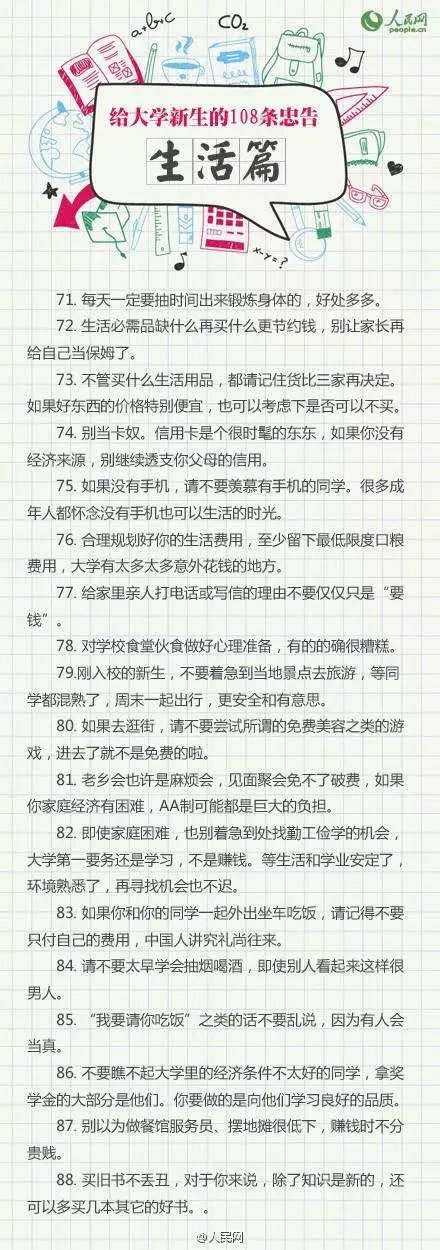 a+b+c
CO₂
人民网
people.cn
给大学新生的108条忠告
生活篇
x-y=?
71. 每天一定要抽时间出来锻炼身体的，好处多多。
72. 生活必需品缺什么再买什么更节约钱，别让家长再
给自己当保姆了。
73. 不管买什么生活用品，都请记住货比三家再决定。
如果好东西的价格特别便宜，也可以考虑下是否可以不买。
74. 别当卡奴。信用卡是个很时髦的东东，如果你没有
经济来源，别继续透支你父母的信用。
75. 如果没有手机，请不要羡慕有手机的同学。很多成
年人都怀念没有手机也可以生活的时光。
76. 合理规划好你的生活费用，至少留下最低限度口粮
费用，大学有太多太多意外花钱的地方。
77. 给家里亲人打电话或写信的理由不要仅仅只是“要
钱”。
78. 对学校食堂伙食做好心理准备，有的的确很糟糕。
79.刚入校的新生，不要着急到当地景点去旅游，等同
学都混熟了，周末一起出行，更安全和有意思。
80. 如果去逛街，请不要尝试所谓的免费美容之类的游
戏，进去了就不是免费的啦。
81. 老乡会也许是麻烦会，见面聚会免不了破费，如果
你家庭经济有困难，AA制可能都是巨大的负担。
82. 即使家庭困难，也别着急到处找勤工俭学的机会，
大学第一要务还是学习，不是赚钱。等生活和学业安定了，
环境熟悉了，再寻找机会也不迟。
83. 如果你和你的同学一起外出坐车吃饭，请记得不要
只付自己的费用，中国人讲究礼尚往来。
84. 请不要太早学会抽烟喝酒，即使别人看起来这样很
男人。
85. “我要请你吃饭”之类的话不要乱说，因为有人会
当真。
86. 不要瞧不起大学里的经济条件不太好的同学，拿奖
学金的大部分是他们。你要做的是向他们学习良好的品质。
87. 别以为做餐馆服务员、摆地摊很低下，赚钱时不分
贵贱。
88. 买旧书不丢丑，对于你来说，除了知识是新的，还
可以多买几本其它的好书。。
@人民网